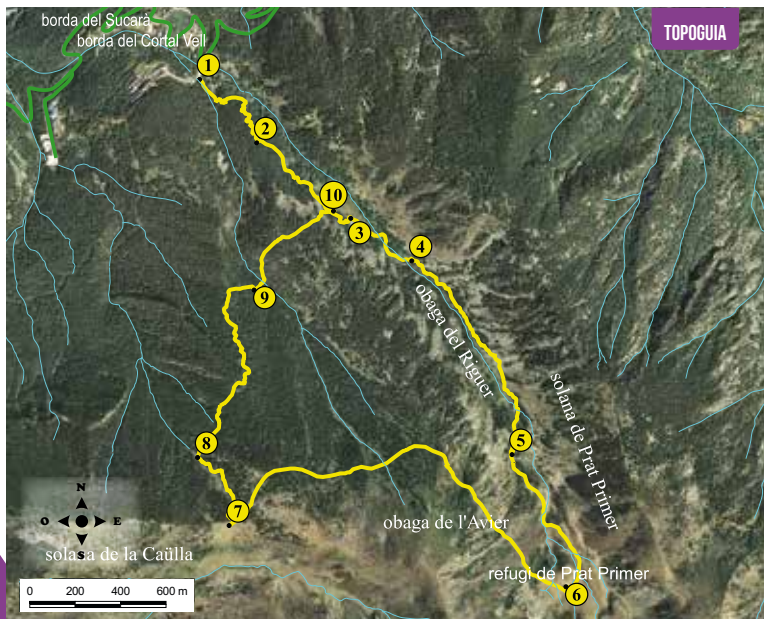 borda del Sucarà
TOPOGUIA
borda del Cortal Vell
1
2
10
3
4
9
obaga del Riguer
solana de Prat Primer
5
8
7
N
O E
S
obaga de l'Avier
solana de la Caülla
refugi de Prat Primer
6
0 200 400 600 m